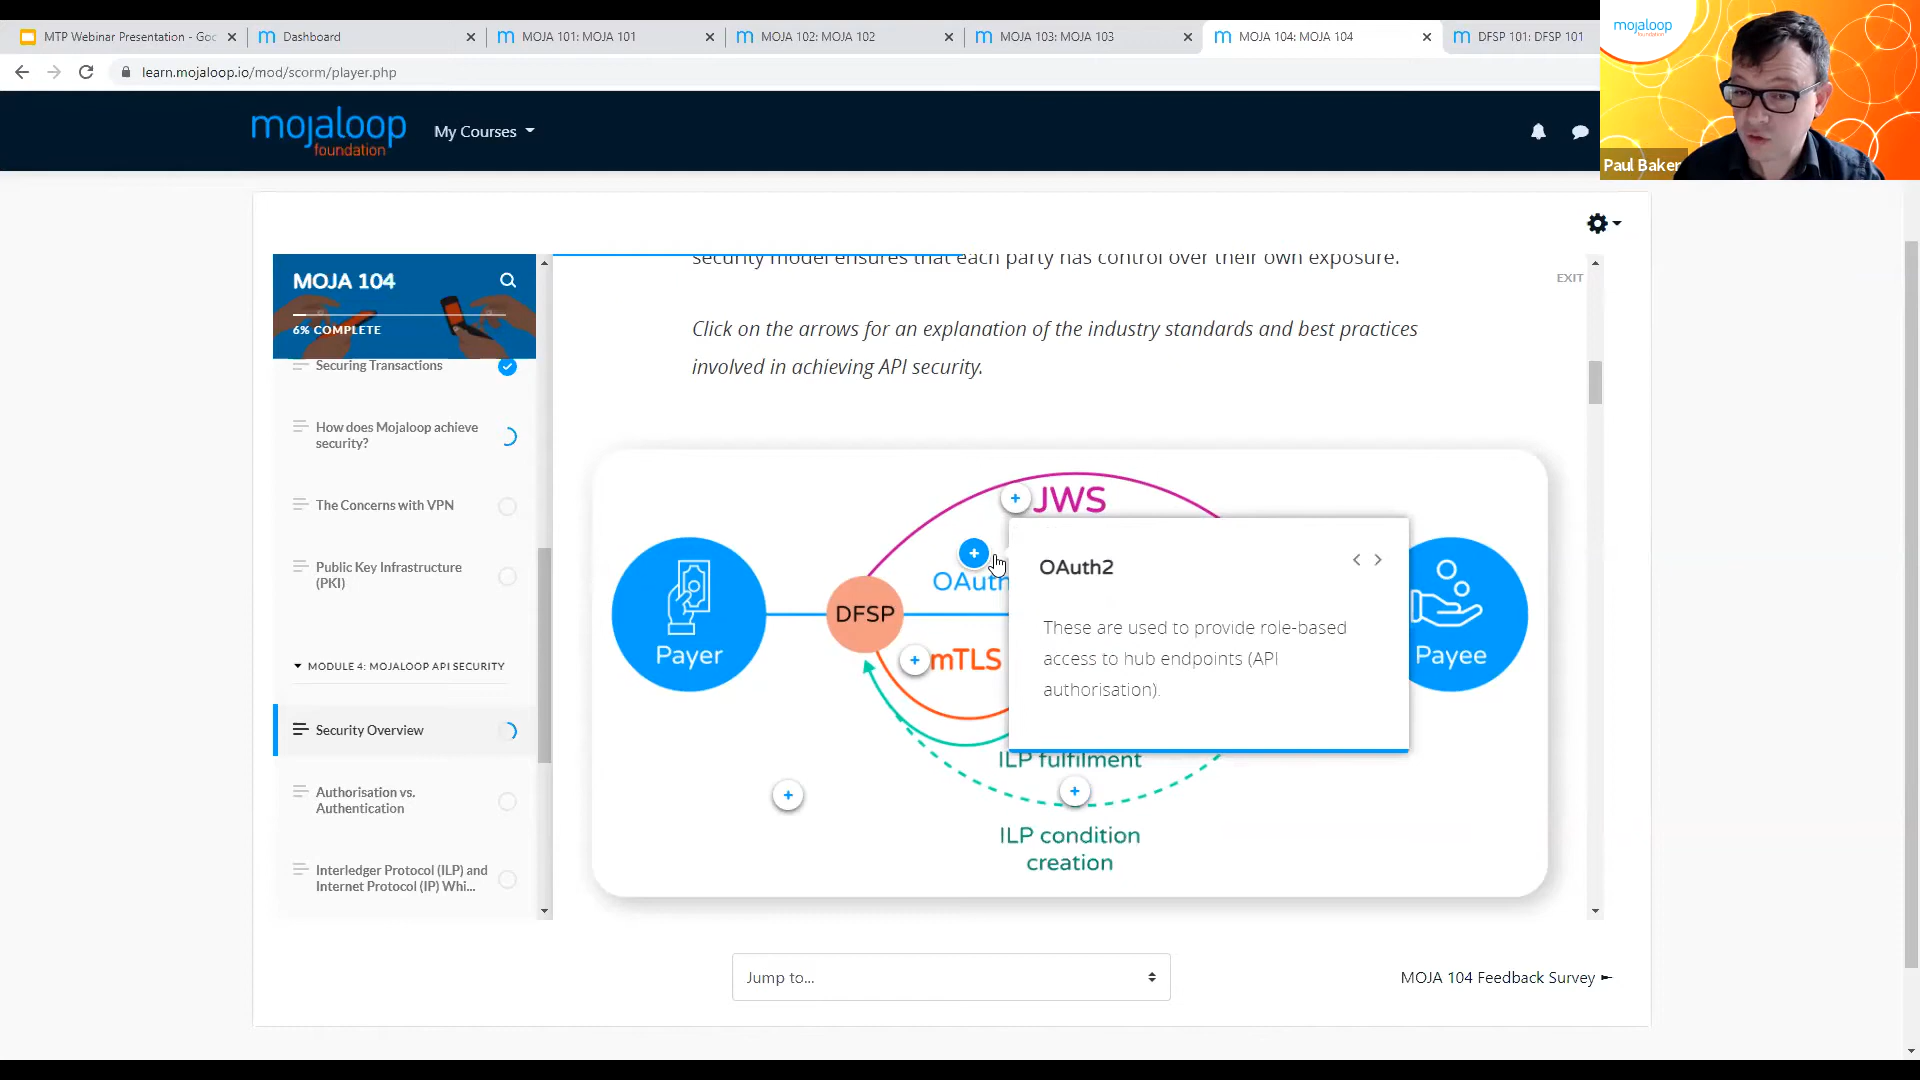 MTP Webinar Presentation - Goo
Dashboard
MOJA 101: MOJA 101
MOJA 102: MOJA 102
MOJA 103: MOJA 103
MOJA 104: MOJA 104
DFSP 101: DFSP 101
learn.mojaloop.io/mod/scorm/player.php
mojaloop
foundation
Paul Baker
mojaloop
foundation
My Courses
MOJA 104
6% COMPLETE
Securing Transactions
How does Mojaloop achieve
security?
The Concerns with VPN
Public Key Infrastructure
(PKI)
MODULE 4: MOJALOOP API SECURITY
Security Overview
Authorisation vs.
Authentication
Interledger Protocol (ILP) and
Internet Protocol (IP) Whi...
security model ensures that each party has control over their own exposure.
EXIT
Click on the arrows for an explanation of the industry standards and best practices
involved in achieving API security.
JWS
OAuth
DFSP
mTLS
Payer
Payee
OAuth2
These are used to provide role-based
access to hub endpoints (API
authorisation).
ILP fulfilment
ILP condition
creation
Jump to...
MOJA 104 Feedback Survey